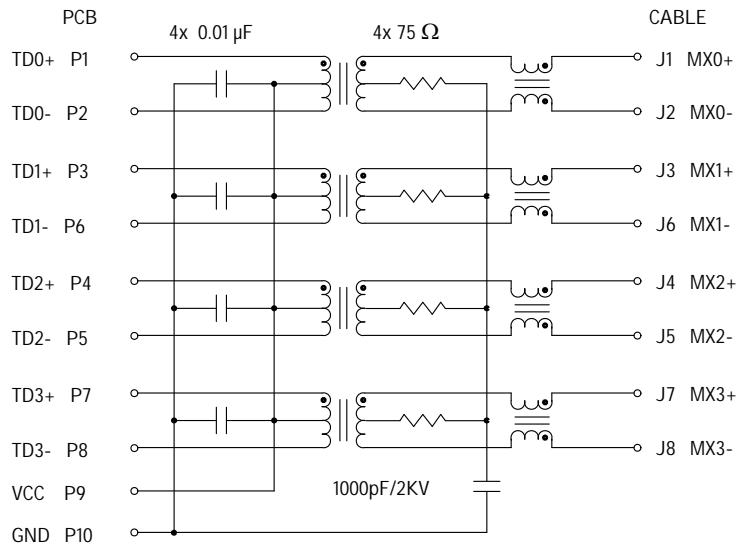 PCB CABLE
4x 0.01 µF 4x 75 Ω
TD0+ P1 J1 MX0+
TD0- P2 J2 MX0-
TD1+ P3 J3 MX1+
TD1- P6 J6 MX1-
TD2+ P4 J4 MX2+
TD2- P5 J5 MX2-
TD3+ P7 J7 MX3+
TD3- P8 J8 MX3-
VCC P9 1000pF/2KV
GND P10